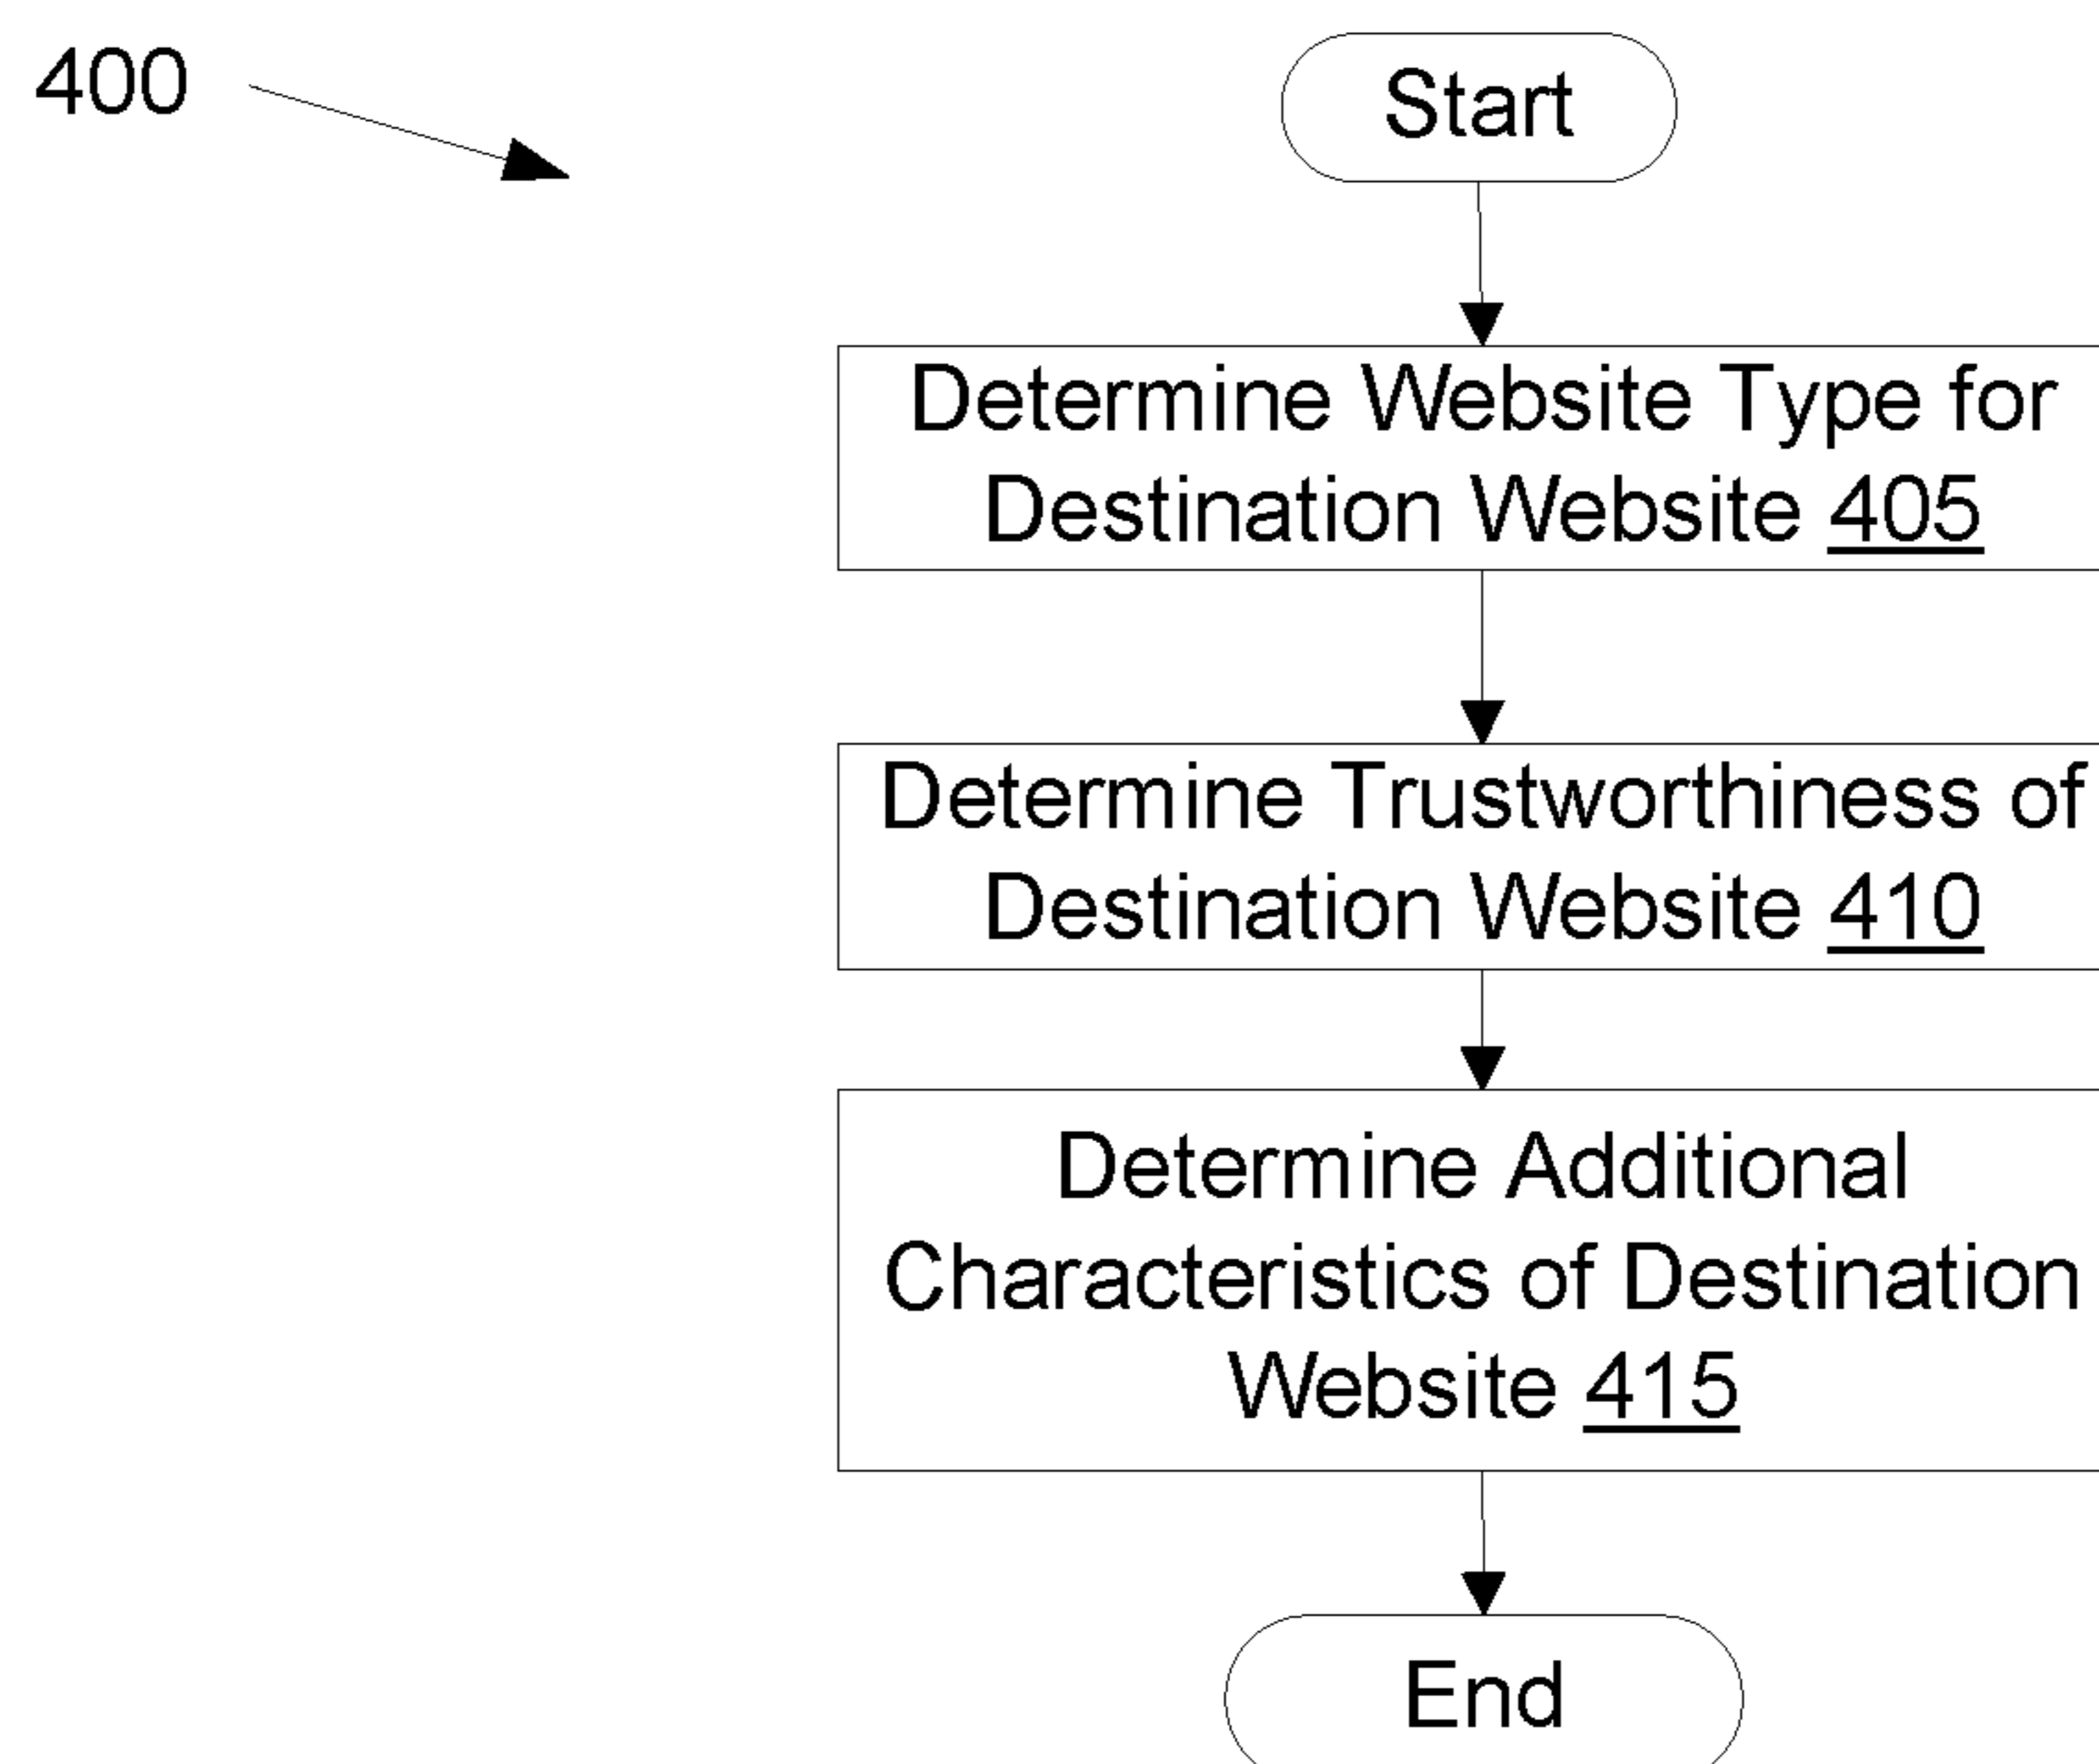 400
Start
Determine Website Type for
Destination Website 405
Determine Trustworthiness of
Destination Website 410
Determine Additional
Characteristics of Destination
Website 415
End